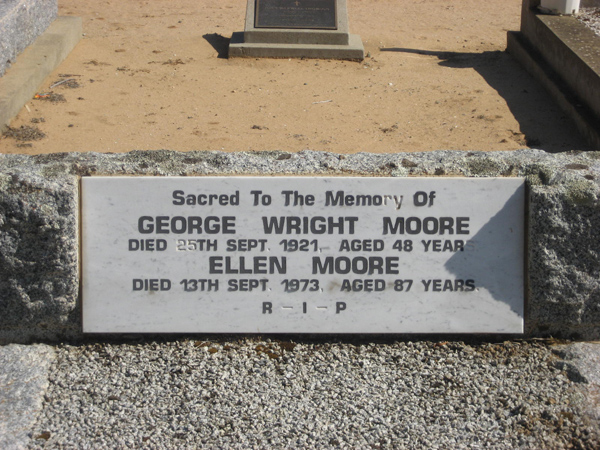 Sacred To The Memory Of
GEORGE WRIGHT MOORE
DIED 25TH SEPT. 1921, AGED 48 YEARS
ELLEN MOORE
DIED 13TH SEPT. 1973, AGED 87 YEARS.
R - I - P